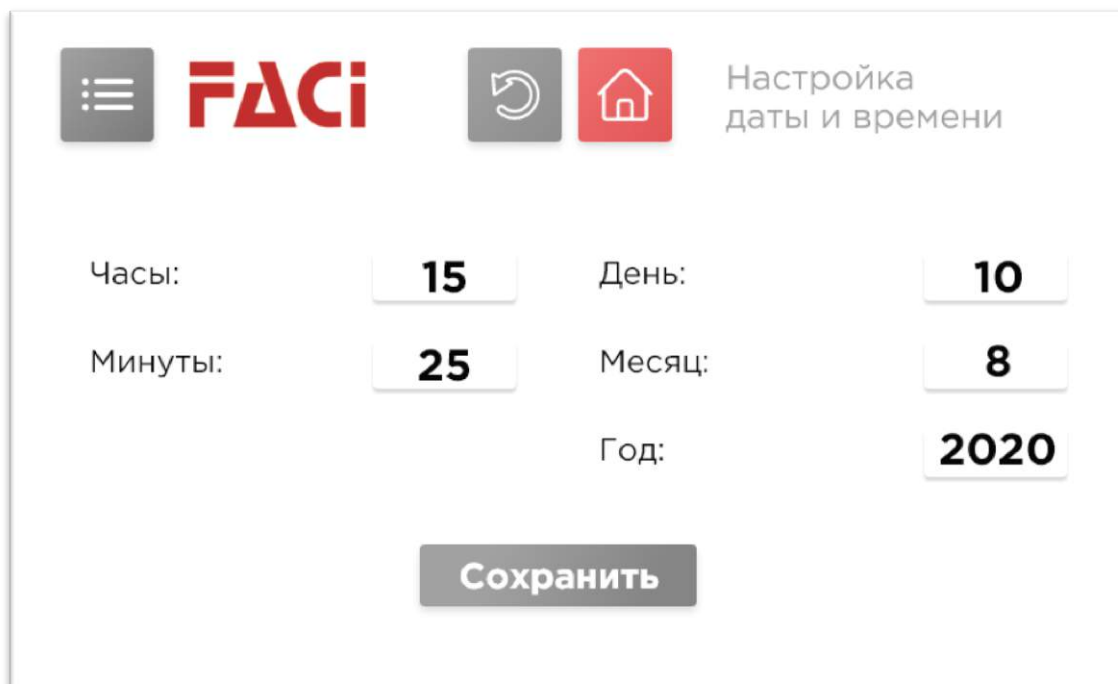 FACi
Настройка
даты и времени
Часы: 15 День: 10
Минуты: 25 Месяц: 8
Год: 2020
Сохранить